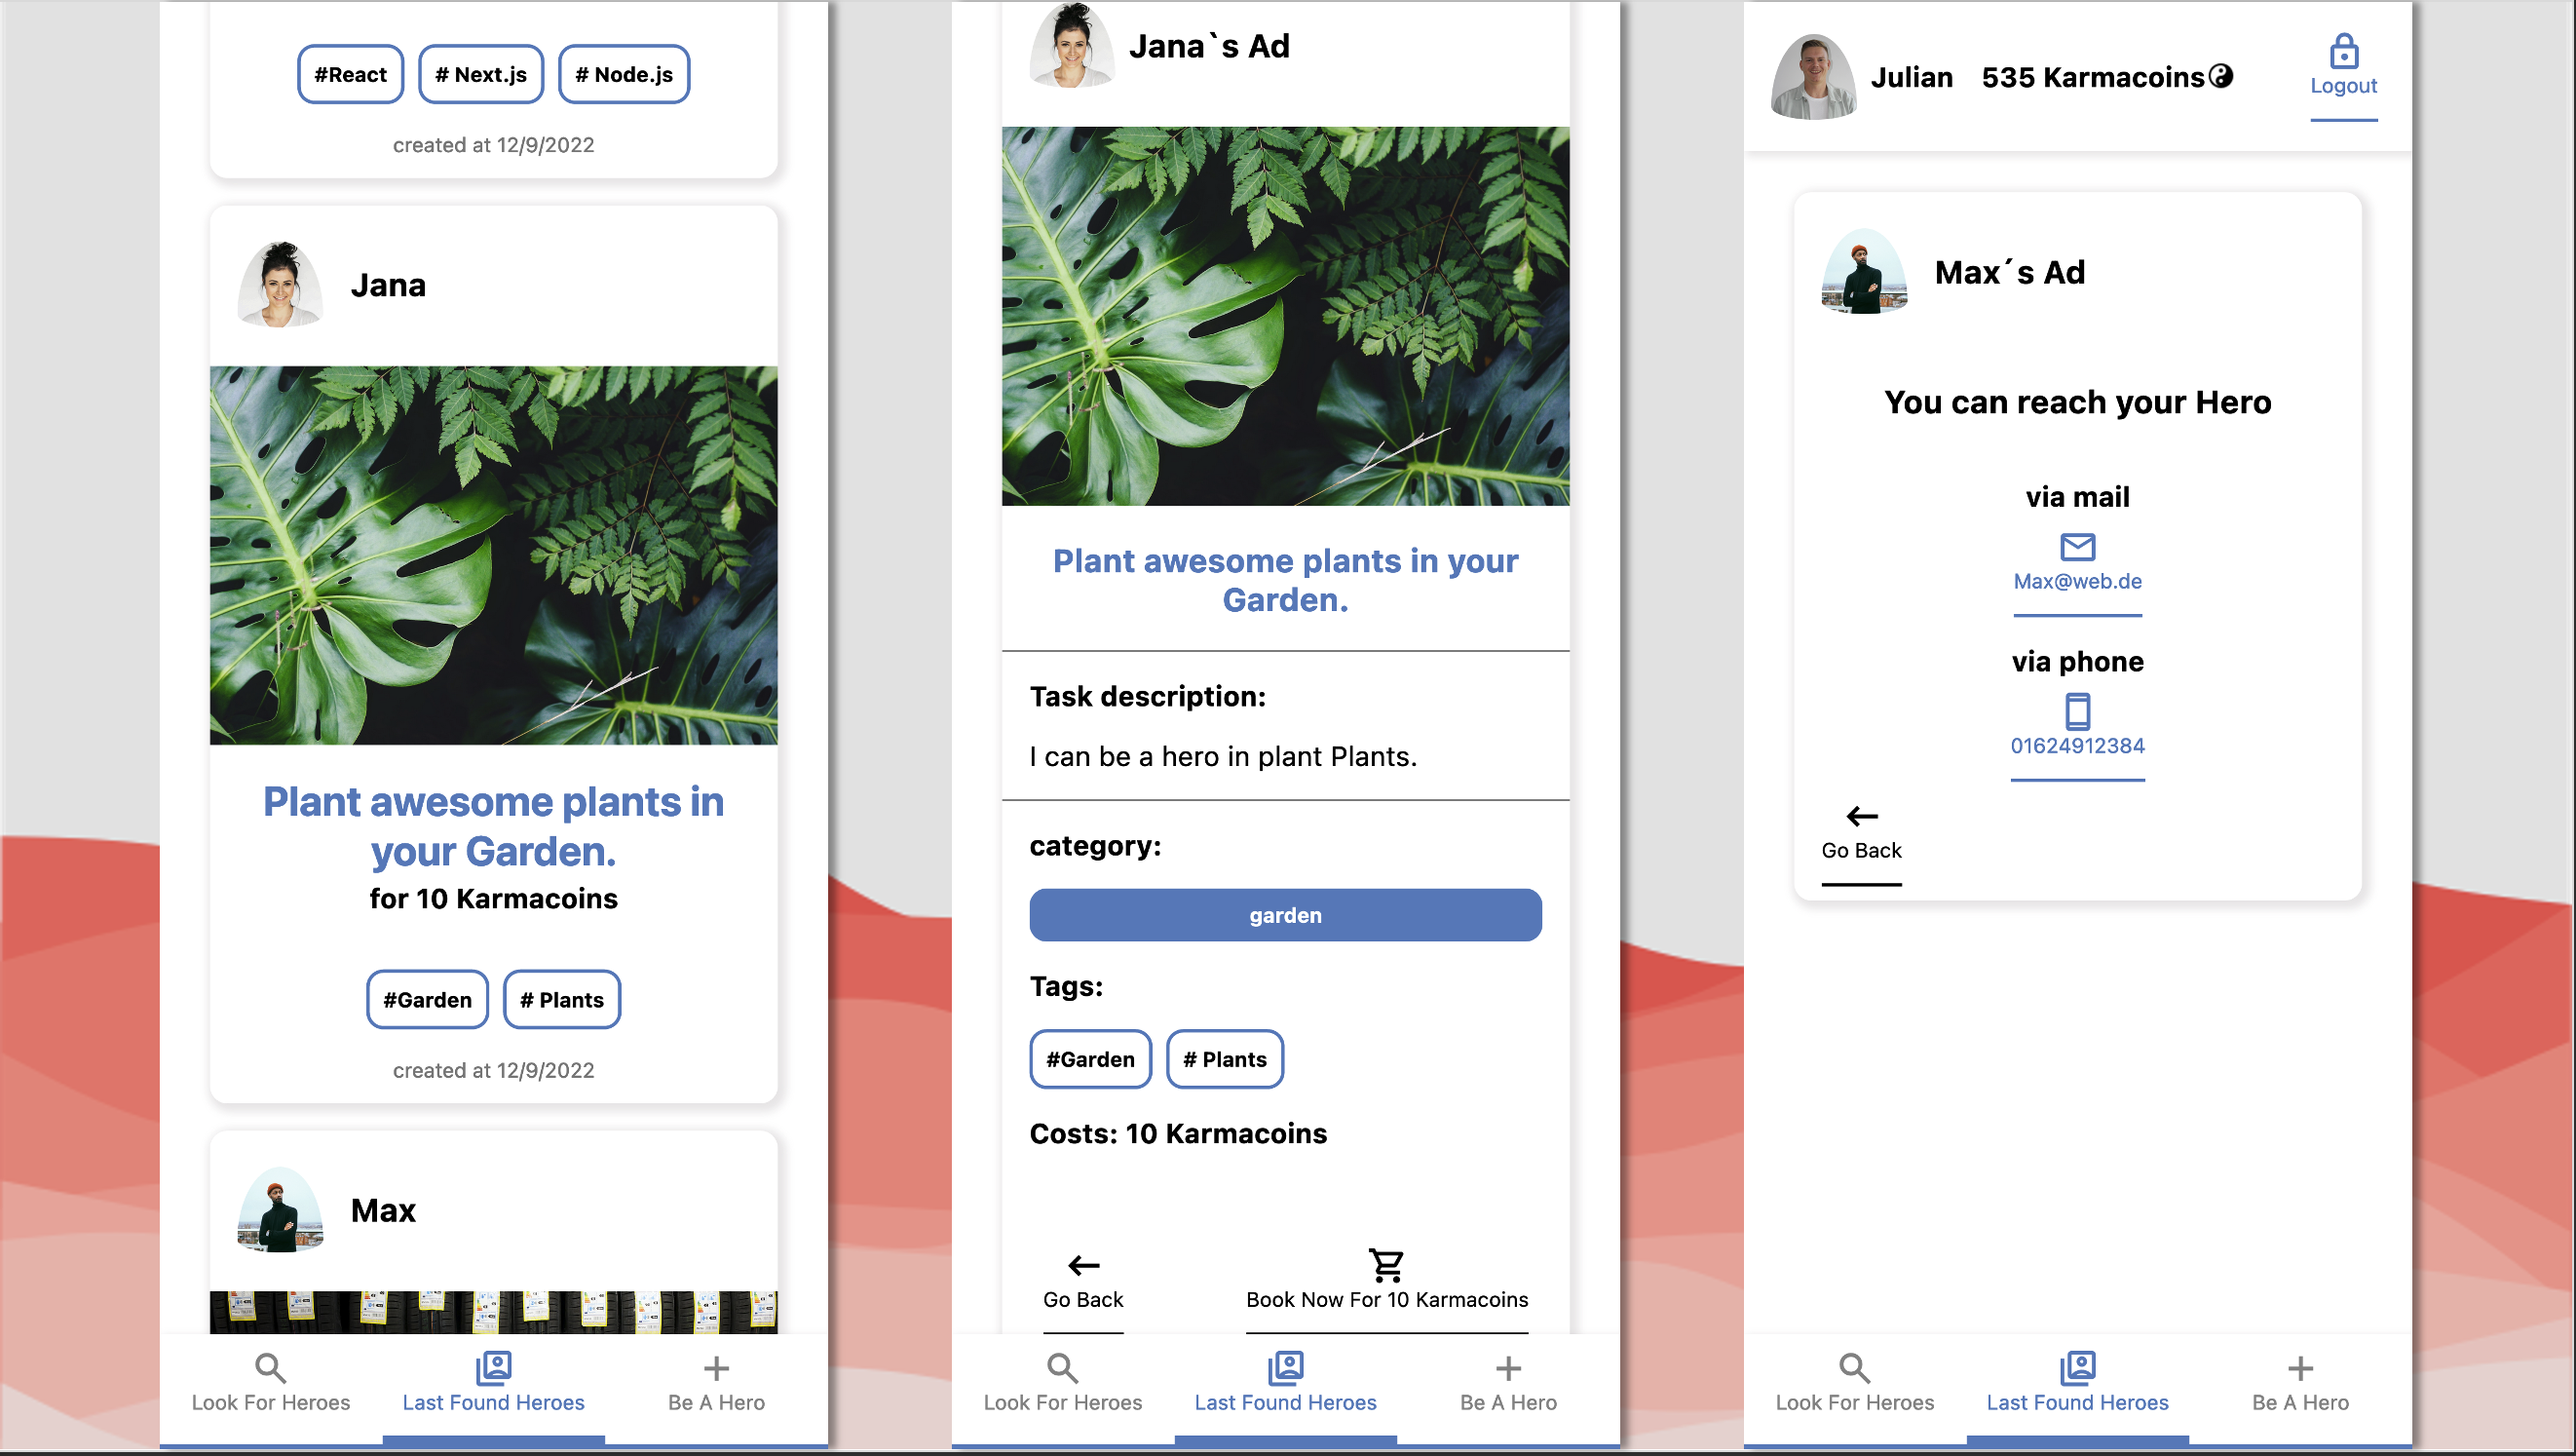 #React # Next.js # Node.js
created at 12/9/2022
Jana
Plant awesome plants in
your Garden.
for 10 Karmacoins
#Garden # Plants
created at 12/9/2022
Max
Look For Heroes Last Found Heroes Be A Hero
Jana`s Ad
Plant awesome plants in your
Garden.
Task description:
I can be a hero in plant Plants.
category:
garden
Tags:
#Garden # Plants
Costs: 10 Karmacoins
Go Back Book Now For 10 Karmacoins
Look For Heroes Last Found Heroes Be A Hero
Julian 535 Karmacoins
Logout
Max´s Ad
You can reach your Hero
via mail
Max@web.de
via phone
01624912384
Go Back
Look For Heroes Last Found Heroes Be A Hero